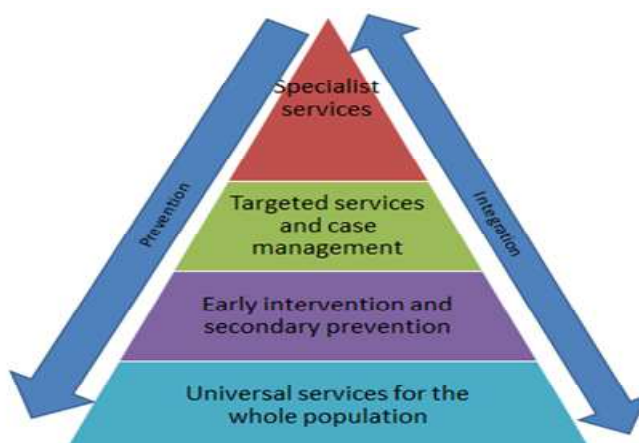 Specialist
services
Prevention
Integration
Targeted services
and case
management
Early intervention and
secondary prevention
Universal services for the
whole population